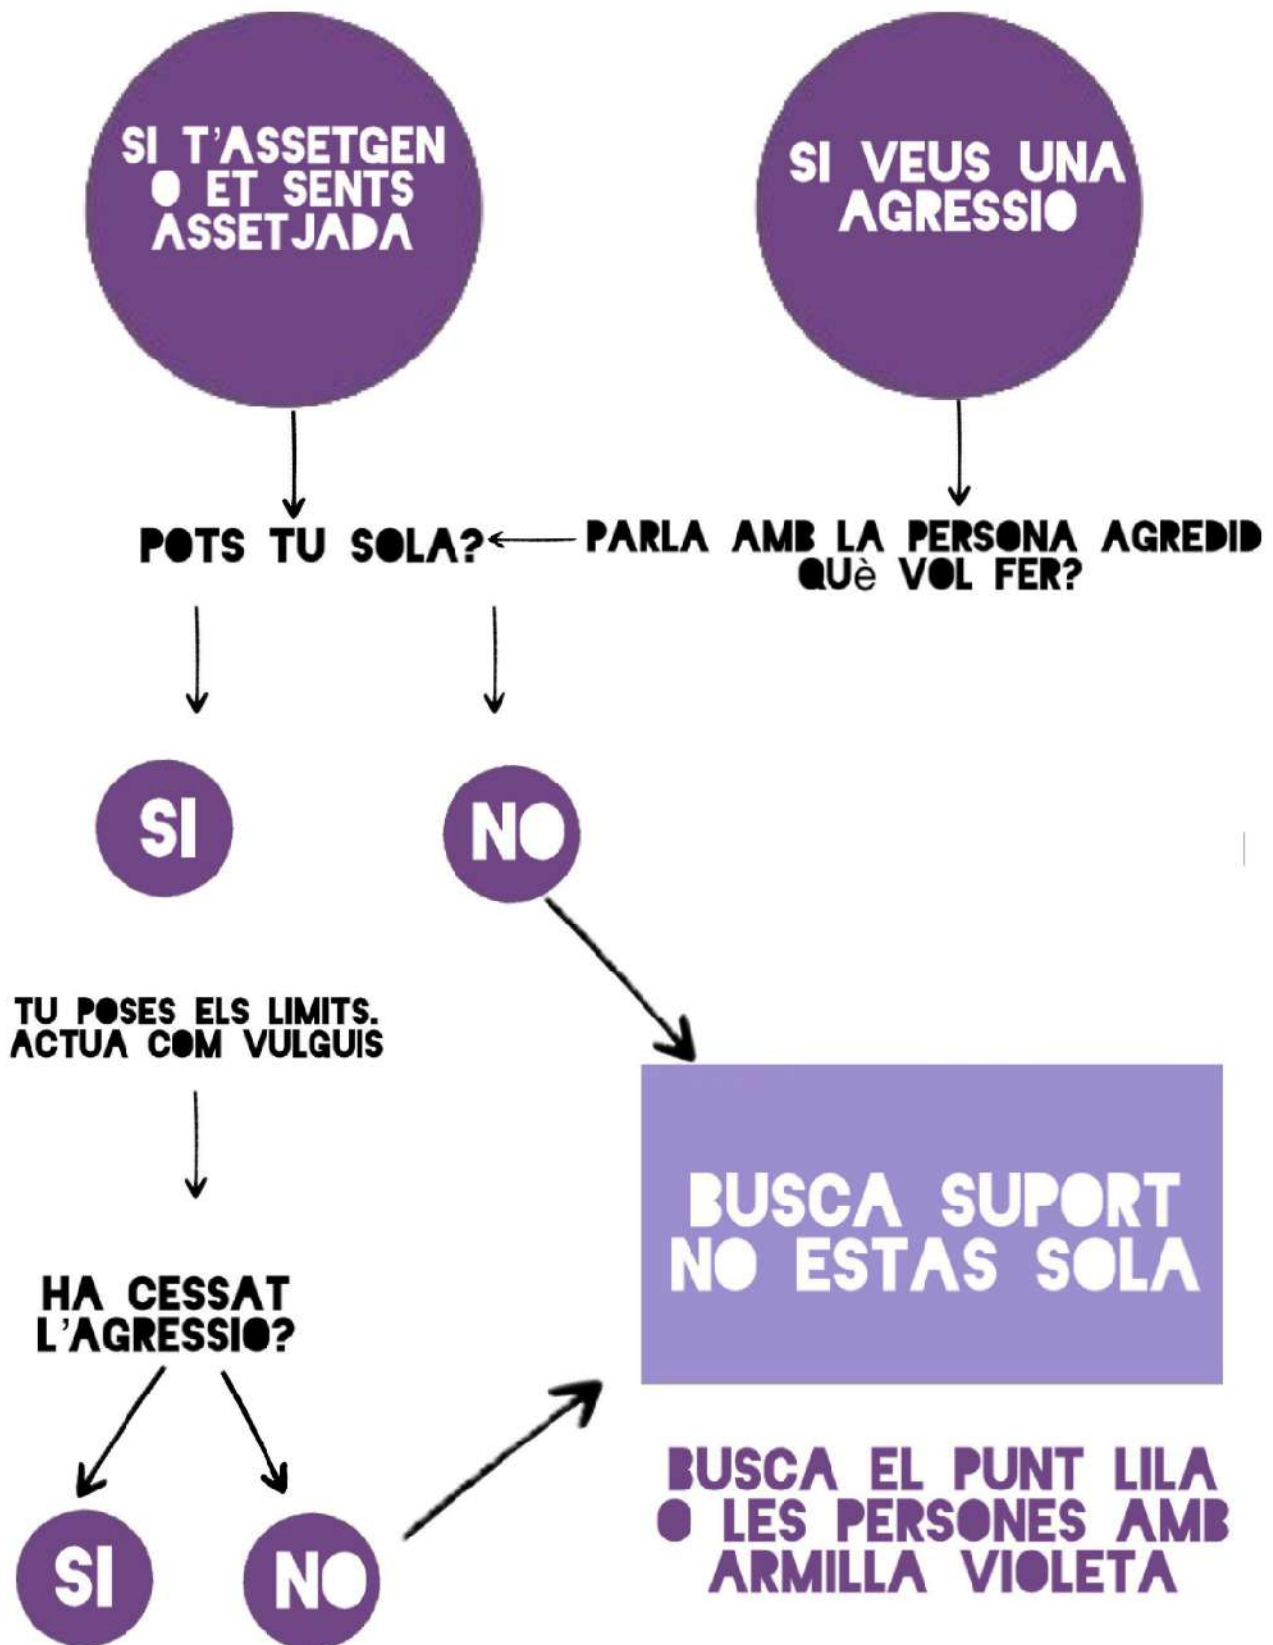 SI T'ASSETGEN
O ET SENTS
ASSETJADA
SI VEUS UNA
AGRESSIO
POTS TU SOLA?
PARLA AMB LA PERSONA AGREDID
QUè VOL FER?
SI
NO
TU POSES ELS LIMITS.
ACTUA COM VULGUIS
HA CESSAT
L'AGRESSIO?
SI
NO
BUSCA SUPORT
NO ESTAS SOLA
BUSCA EL PUNT LILA
O LES PERSONES AMB
ARMILLA VIOLETA